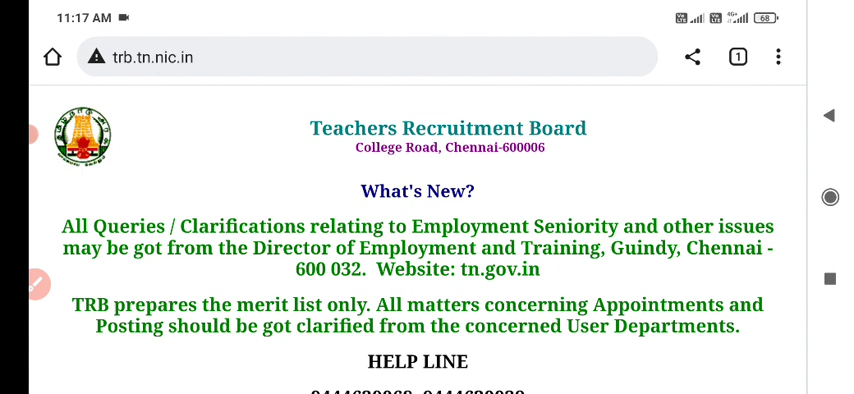 11:17 AM
4G+
68
trb.tn.nic.in
1
Teachers Recruitment Board
College Road, Chennai-600006
What's New?
All Queries / Clarifications relating to Employment Seniority and other issues
may be got from the Director of Employment and Training, Guindy, Chennai -
600 032. Website: tn.gov.in
TRB prepares the merit list only. All matters concerning Appointments and
Posting should be got clarified from the concerned User Departments.
HELP LINE